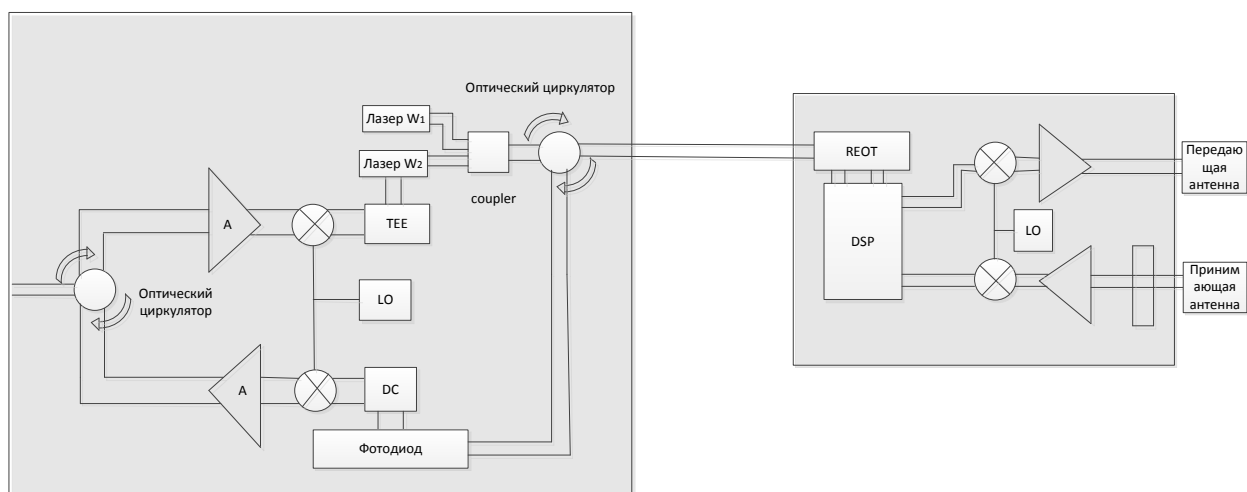 Оптический циркулятор
Лазер W1
Лазер W2
coupler
A
TEE
Оптический
циркулятор
LO
A
DC
Фотодиод
REOT
DSP
LO
Передаю
щая
антенна
Приним
ающая
антенна